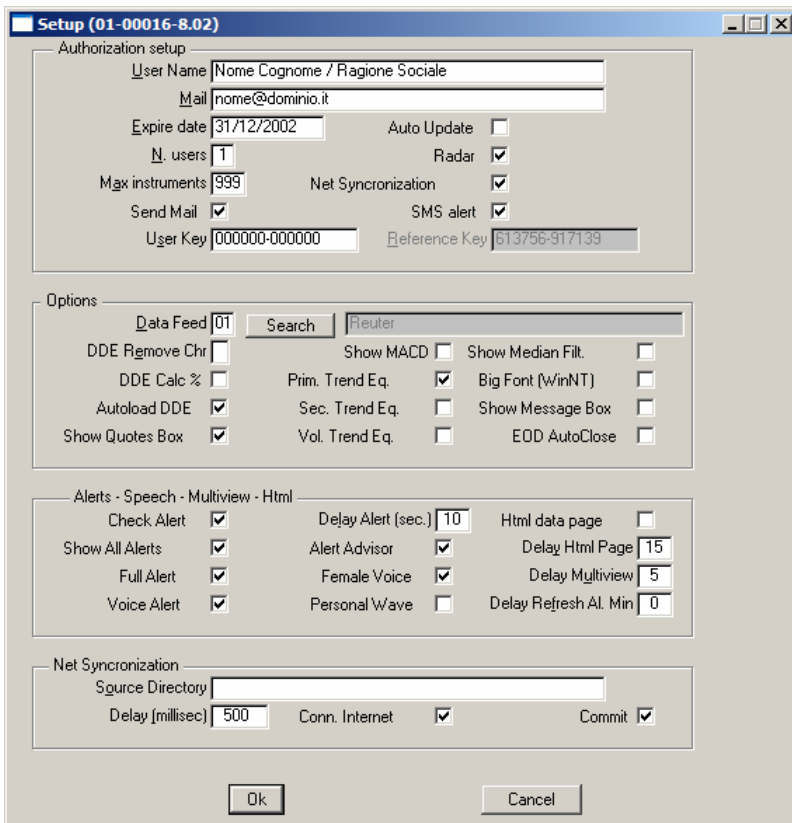 Setup (01-00016-8.02)
Authorization setup
User Name Nome Cognome / Ragione Sociale
Mail nome@dominio.it
Expire date 31/12/2002 Auto Update
N. users 1 Radar
Max instruments 999 Net Syncronization
Send Mail SMS alert
User Key 000000-000000 Reference Key 613756-917139
Options
Data Feed 01 Search Reuter
DDE Remove Chr Show MACD Show Median Filt.
DDE Calc % Prim. Trend Eq. Big Font (WinNT)
Autoload DDE Sec. Trend Eq. Show Message Box
Show Quotes Box Vol. Trend Eq. EOD AutoClose
Alerts - Speech - Multiview - Html
Check Alert Delay Alert (sec.) 10 Html data page
Show All Alerts Alert Advisor Delay Html Page 15
Full Alert Female Voice Delay Multiview 5
Voice Alert Personal Wave Delay Refresh Al. Min 0
Net Syncronization
Source Directory
Delay (millisec) 500 Conn. Internet Commit
Ok Cancel